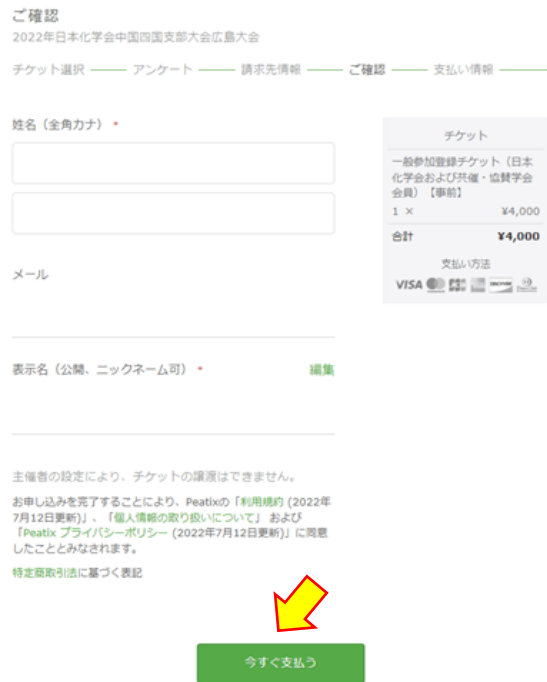 ご確認
2022年日本化学会中国四国支部大会広島大会
チケット選択 アンケート 請求先情報 ご確認 支払い情報
姓名（全角カナ） *
チケット
一般参加登録チケット（日本
化学会および共催・協賛学会
会員）【事前】
1 × ¥4,000
合計 ¥4,000
支払い方法
VISA
メール
表示名（公開、ニックネーム可） * 編集
主催者の設定により、チケットの譲渡はできません。
お申し込みを完了することにより、Peatixの「利用規約 (2022年
7月12日更新)」、「個人情報の取り扱いについて」 および
「Peatix プライバシーポリシー (2022年7月12日更新)」に同意
したこととみなされます。
特定商取引法に基づく表記
今すぐ支払う